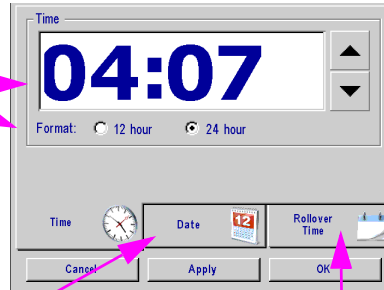 Time
04:07
Format: 12 hour 24 hour
Time Date 12 Rollover Time
Cancel Apply OK